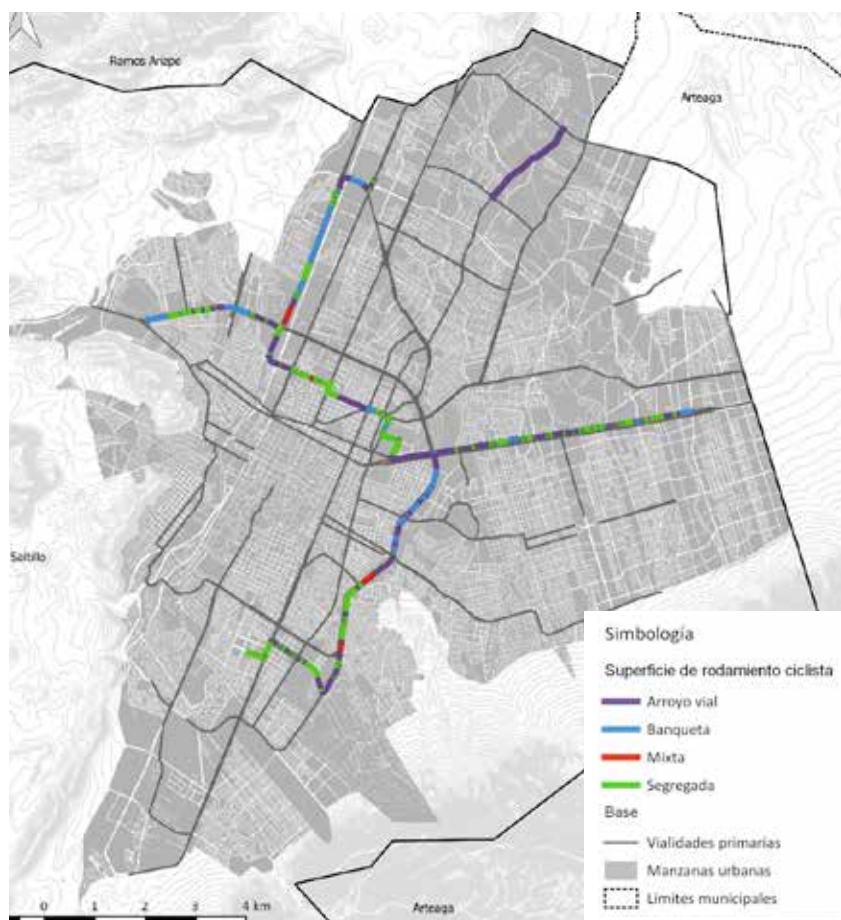 Ramos Arizpe
Arteaga
Saltillo
Simbología
Superficie de rodamiento ciclista
Arroyo vial
Banqueta
Mixta
Segregada
Base
Vialidades primarias
Manzanas urbanas
Límites municipales
0 1 2 4 km
Arteaga